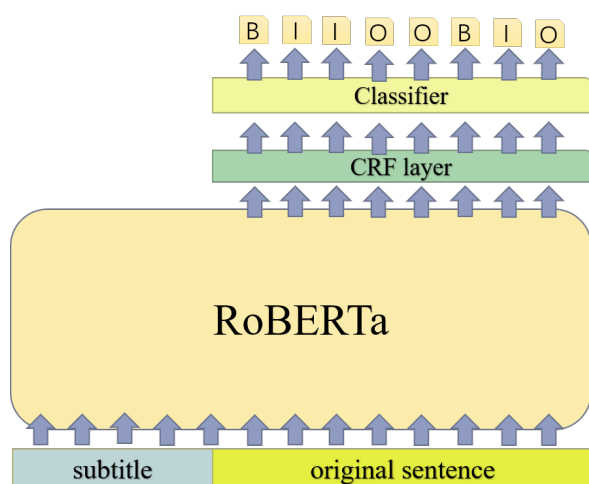 B I I O O B I O
Classifier
CRF layer
RoBERTa
subtitle original sentence